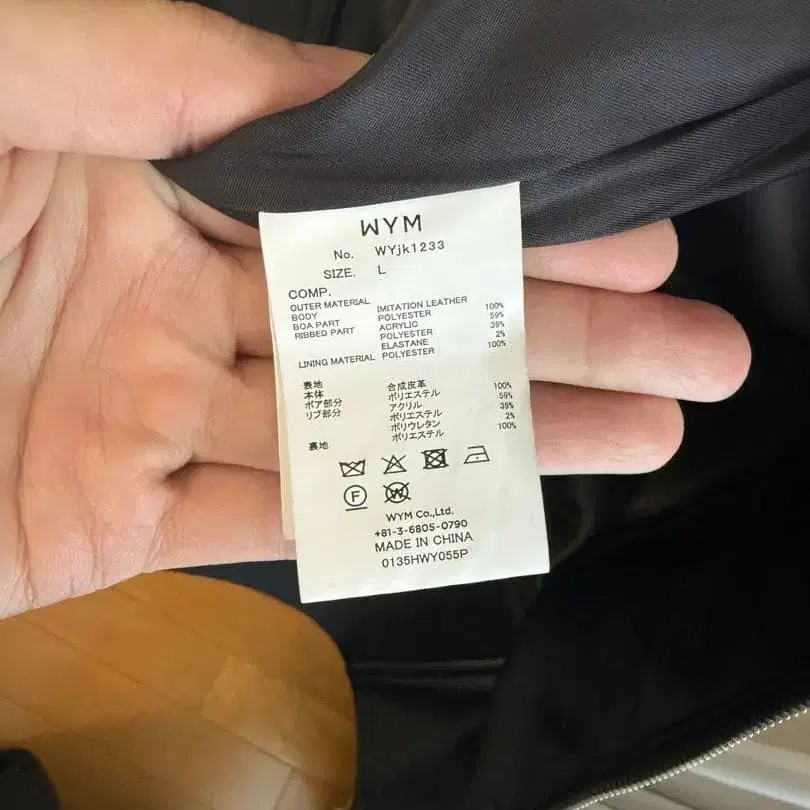 WYM
No. WYjk1233
SIZE. L
COMP.
OUTER MATERIAL
BODY IMITATION LEATHER 100%
BOA PART POLYESTER 59%
RIBBED PART ACRYLIC 39%
POLYESTER 2%
ELASTANE 100%
LINING MATERIAL POLYESTER
表地
本体 合成皮革 100%
ボア部分 ポリエステル 59%
リブ部分 アクリル 39%
ポリエステル 2%
ポリウレタン 100%
裏地 ポリエステル
F W
WYM Co.,Ltd.
+81-3-6805-0790
MADE IN CHINA
0135HWY055P